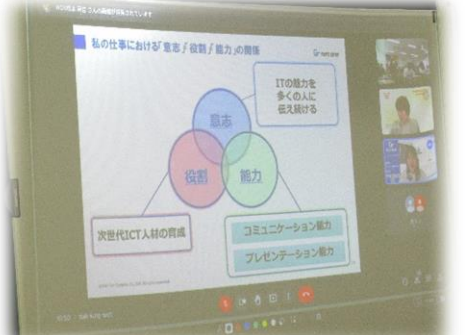 私の仕事における「意志／役割／能力」の関係
net one
ITの魅力を
多くの人に
伝え続ける
意志
役割
能力
次世代ICT人材の育成
コミュニケーション能力
プレゼンテーション能力